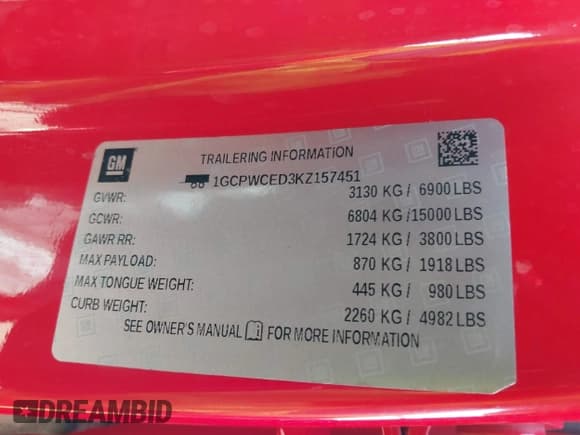 GM
TRAILERING INFORMATION
1GCPWCED3KZ157451
GVWR: 3130 KG / 6900 LBS
GCWR: 6804 KG /15000 LBS
GAWR RR: 1724 KG / 3800 LBS
MAX PAYLOAD: 870 KG / 1918 LBS
MAX TONGUE WEIGHT: 445 KG / 980 LBS
CURB WEIGHT: 2260 KG / 4982 LBS
SEE OWNER'S MANUAL FOR MORE INFORMATION
DREAMBID